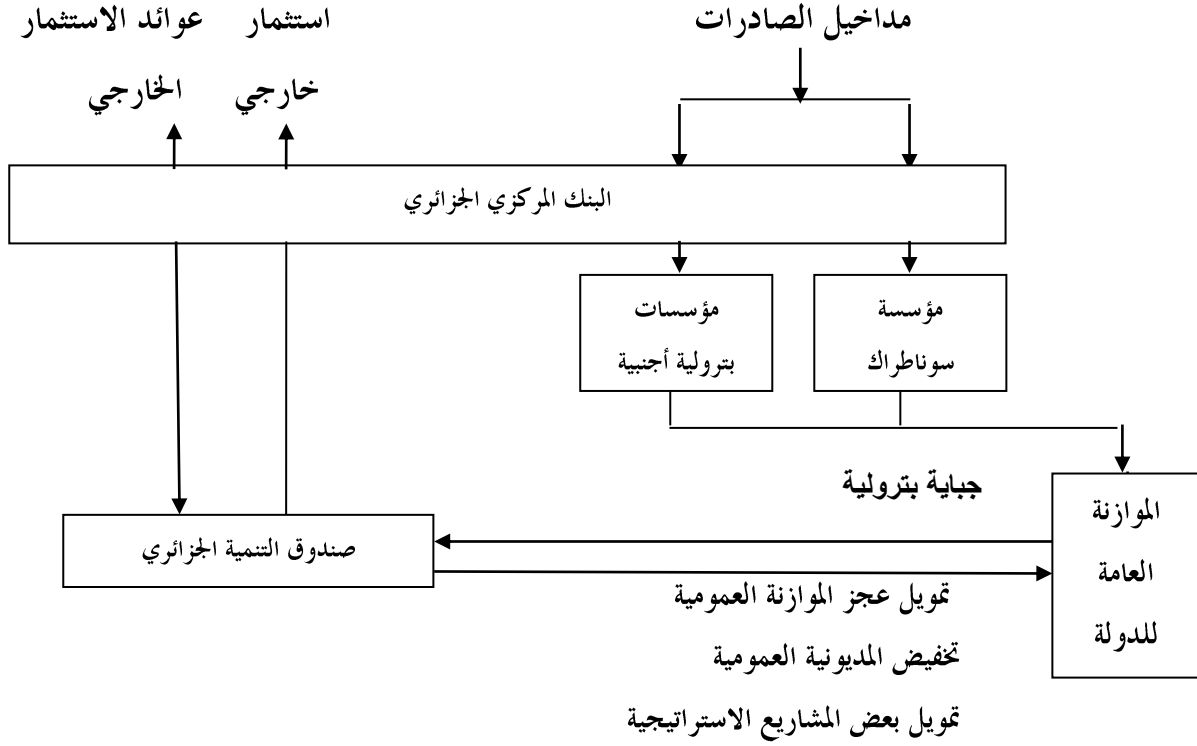 مداخيل الصادرات
استثمار
خارجي
عوائد الاستثمار
الخارجي
البنك المركزي الجزائري
مؤسسة
سوناطراك
مؤسسات
بترولية أجنبية
جباية بترولية
الموازنة
العامة
للدولة
صندوق التنمية الجزائري
تمويل عجز الموازنة العمومية
تخفيض المديونية العمومية
تمويل بعض المشاريع الاستراتيجية